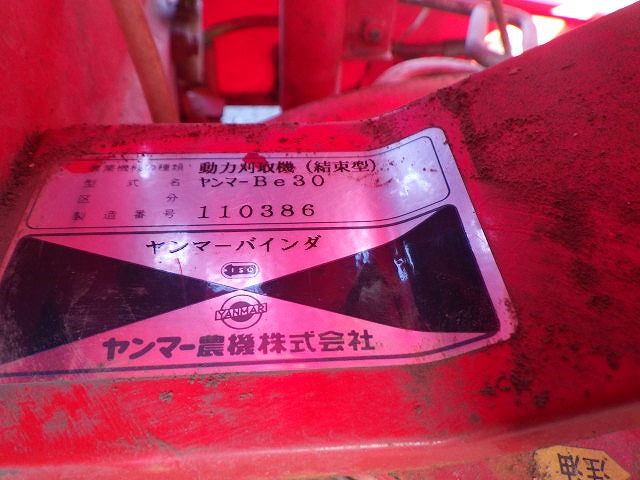 農業機械の種類 動力刈取機(結束型)
型式名 ヤンマーBe30
区分
製造番号 110386
ヤンマーバインダ
YANMAR
ヤンマー農機株式会社
注油